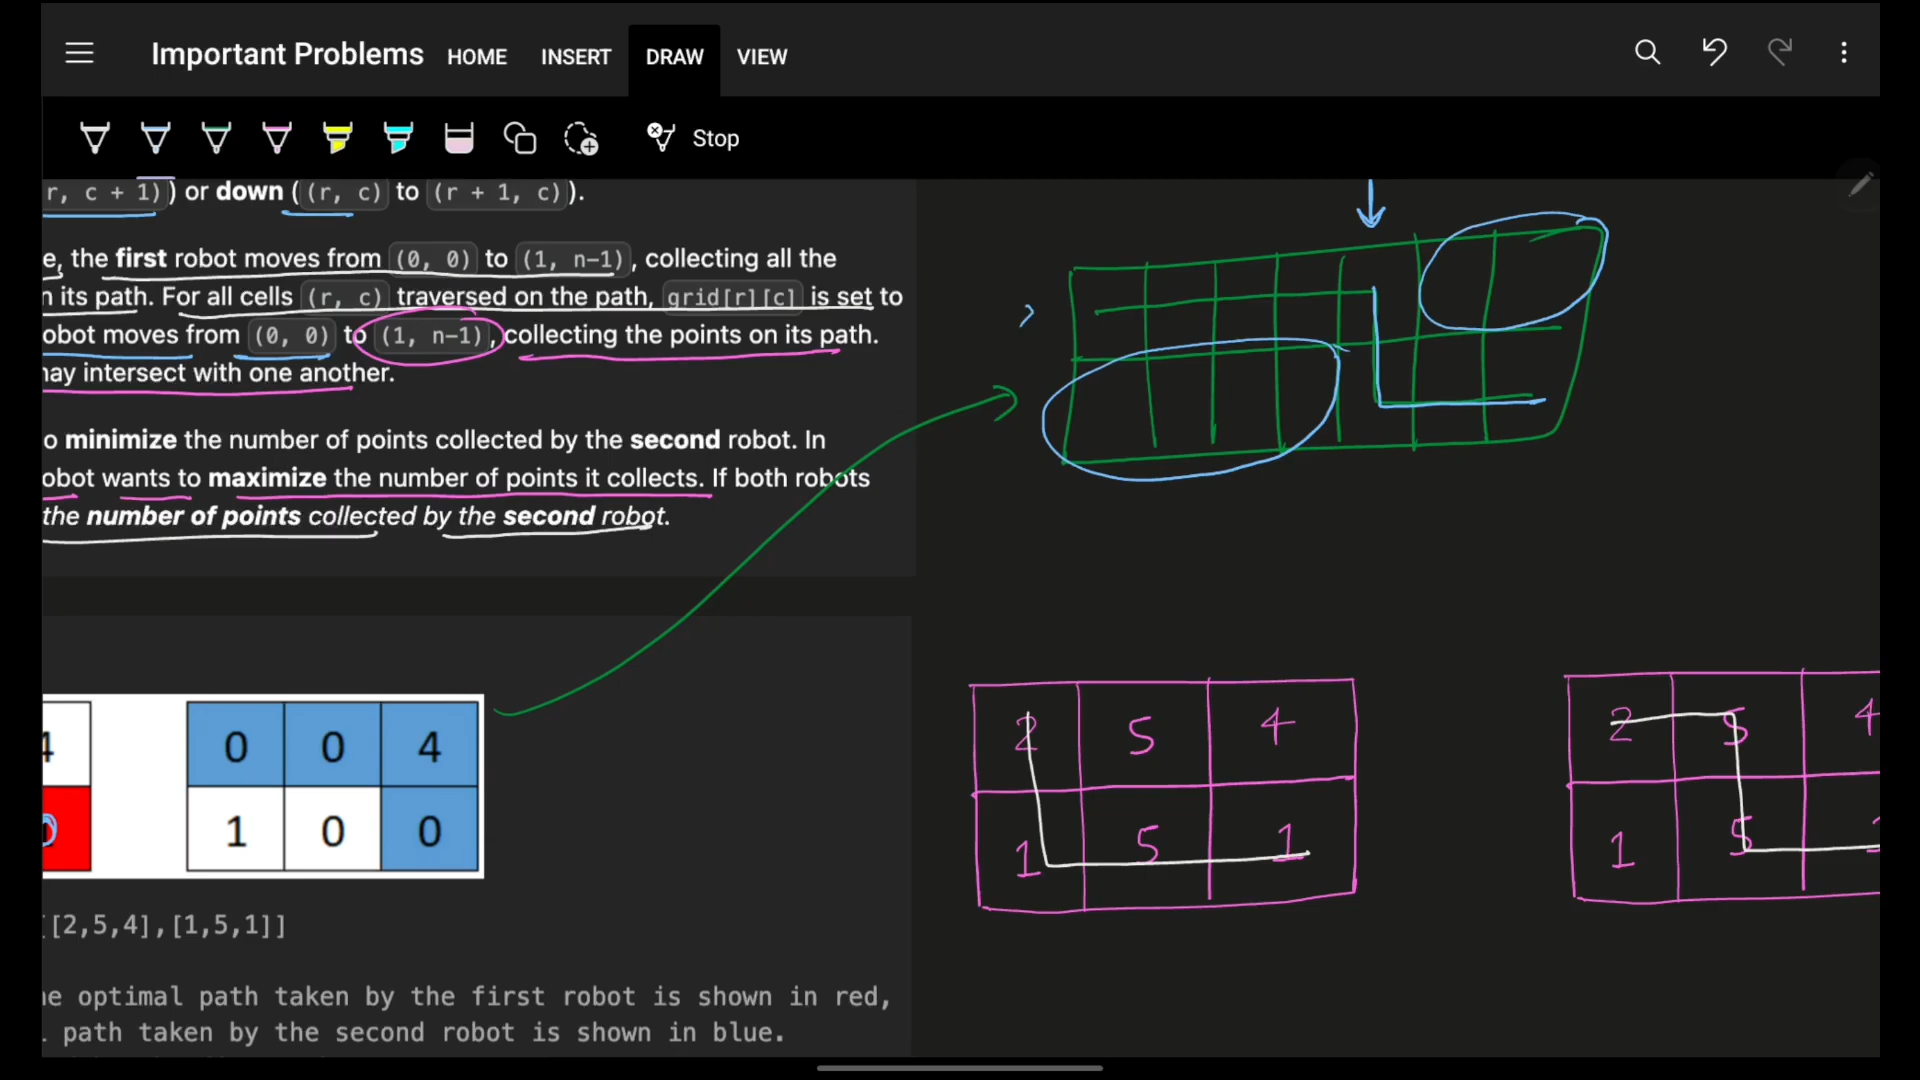 Important Problems HOME INSERT DRAW VIEW
Stop
r, c + 1)) or down ((r, c) to (r + 1, c)).
e, the first robot moves from (0, 0) to (1, n-1), collecting all the
n its path. For all cells (r, c) traversed on the path, grid[r][c] is set to
obot moves from (0, 0) to (1, n-1), collecting the points on its path.
may intersect with one another.
o minimize the number of points collected by the second robot. In
obot wants to maximize the number of points it collects. If both robots
the number of points collected by the second robot.
4 0 0 4
0 1 0 0
[[2,5,4],[1,5,1]]
he optimal path taken by the first robot is shown in red,
l path taken by the second robot is shown in blue.
2 5 4
1 5 1
2 5 4
1 5